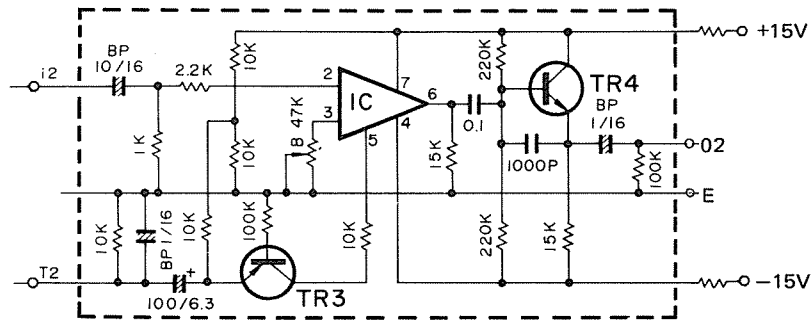 +15V
BP
10/16
10K
220K
TR4
i2
2.2K
2
7
IC
6
BP
1/16
3
B 47K
4
5
0.1
O2
1K
10K
15K
1000P
100K
E
10K
BP 1/16
10K
100K
10K
220K
15K
T2
+
100/6.3
TR3
-15V